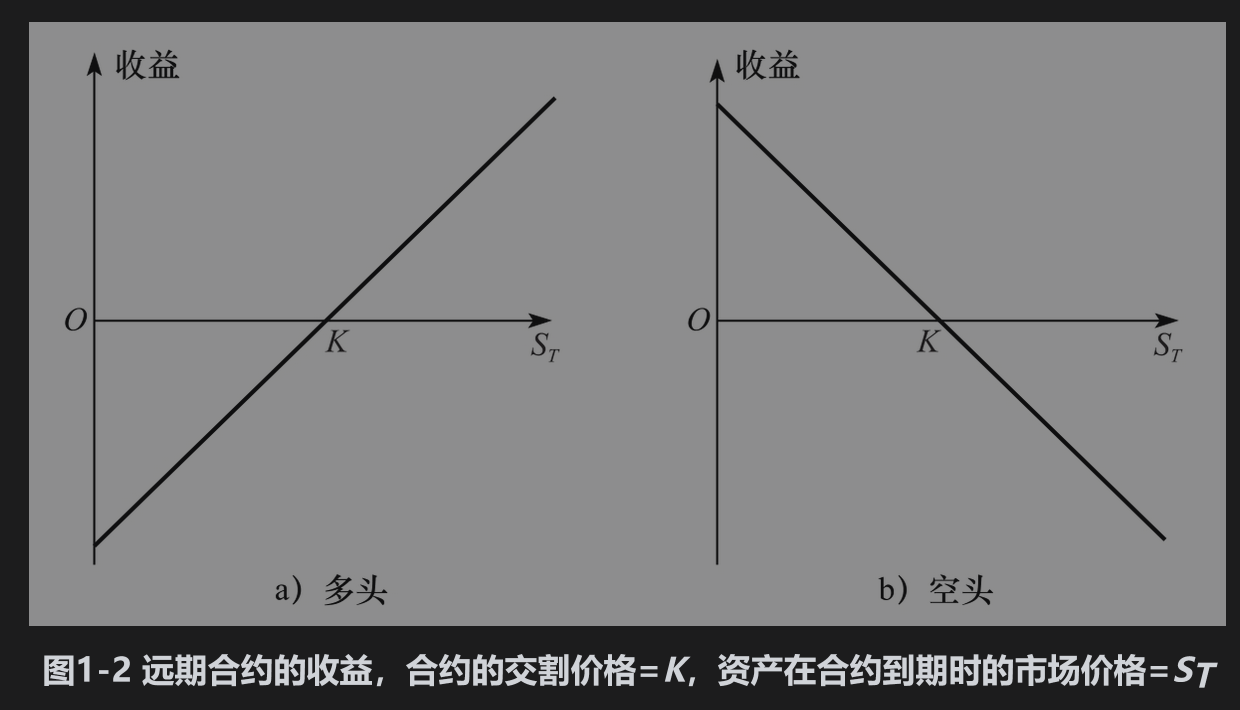 收益
收益
O
K
S_T
O
K
S_T
a）多头
b）空头
图1-2 远期合约的收益，合约的交割价格=K，资产在合约到期时的市场价格=S_T